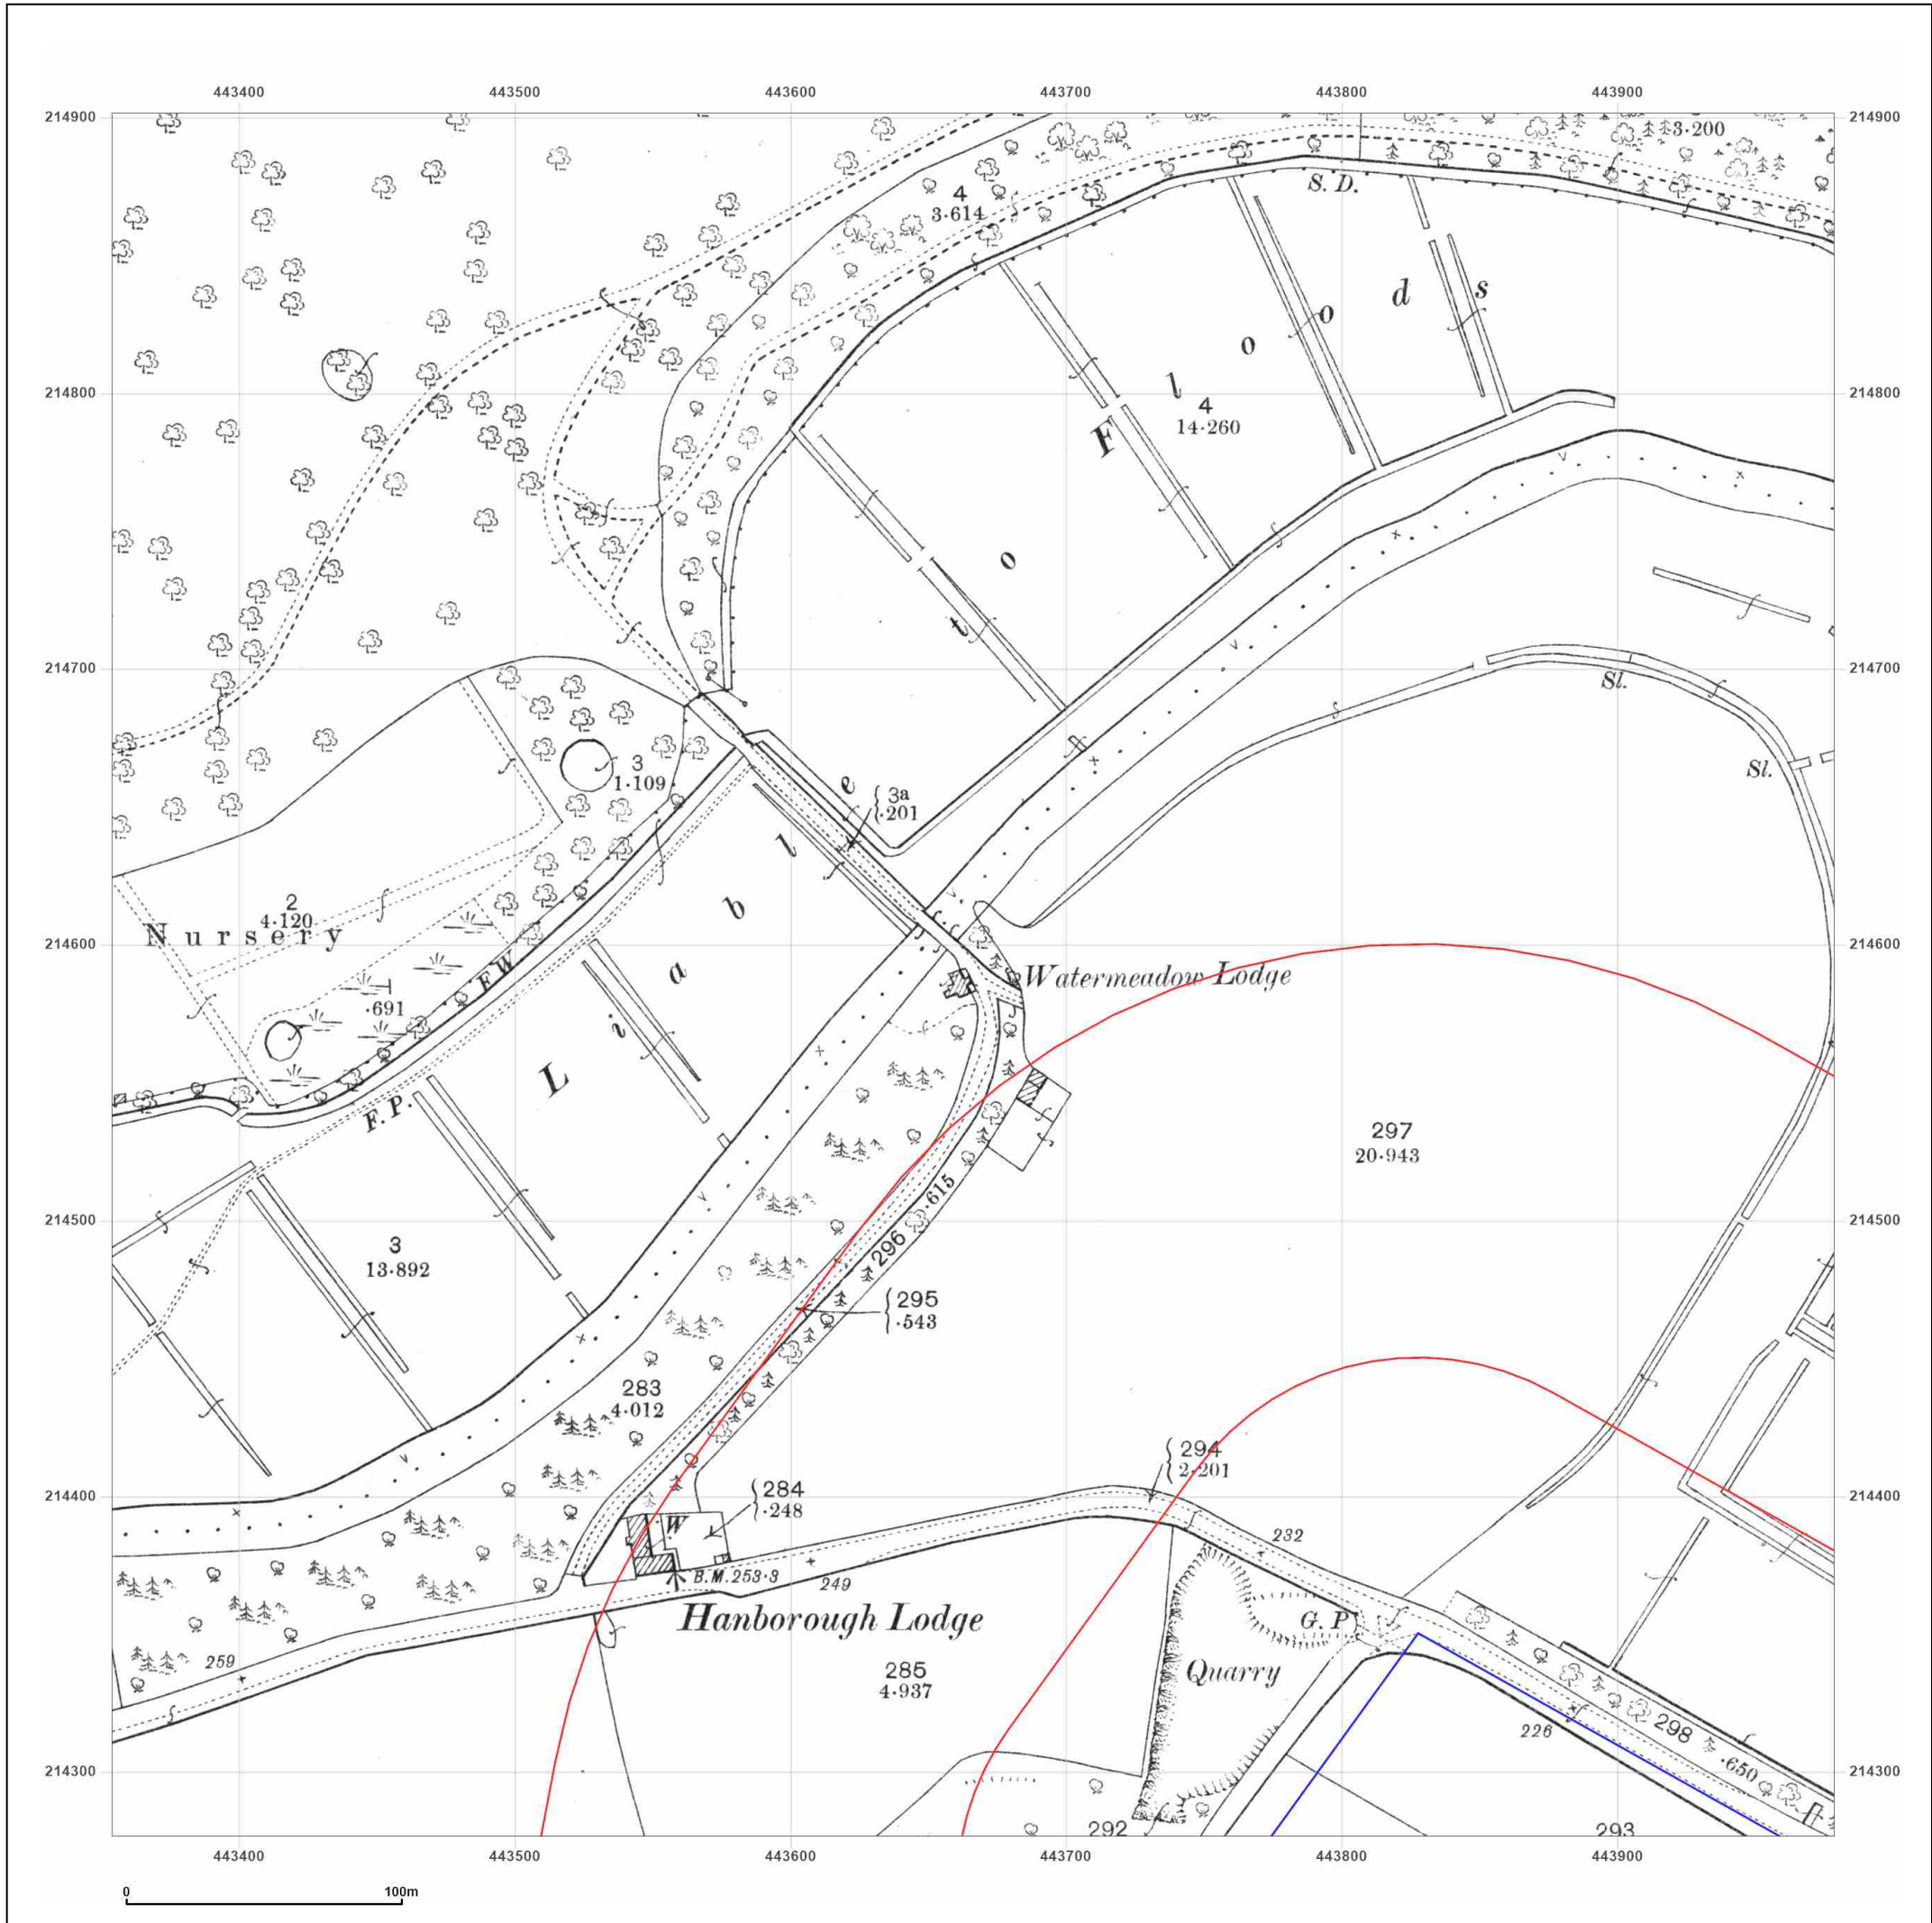 443400 443500 443600 443700 443800 443900
214900 214900
3·200
S. D.
4
3·614
s
d
o
o
l
214800 214800
4
14·260
F
o
t
214700 214700
Sl.
Sl.
3
1·109
e
3a
·201
l
b
2
4·120
Nursery
214600 214600
F W
a
Watermeadow Lodge
·691
i
L
F. P.
297
20·943
214500 214500
·615
296
3
13·892
295
·543
283
4·012
294
2·201
284
·248
214400 214400
W
232
B.M. 253·3
249
Hanborough Lodge
G. P
259
285
4·937
Quarry
226
298
·650
214300 214300
292 293
443400 443500 443600 443700 443800 443900
0 100m